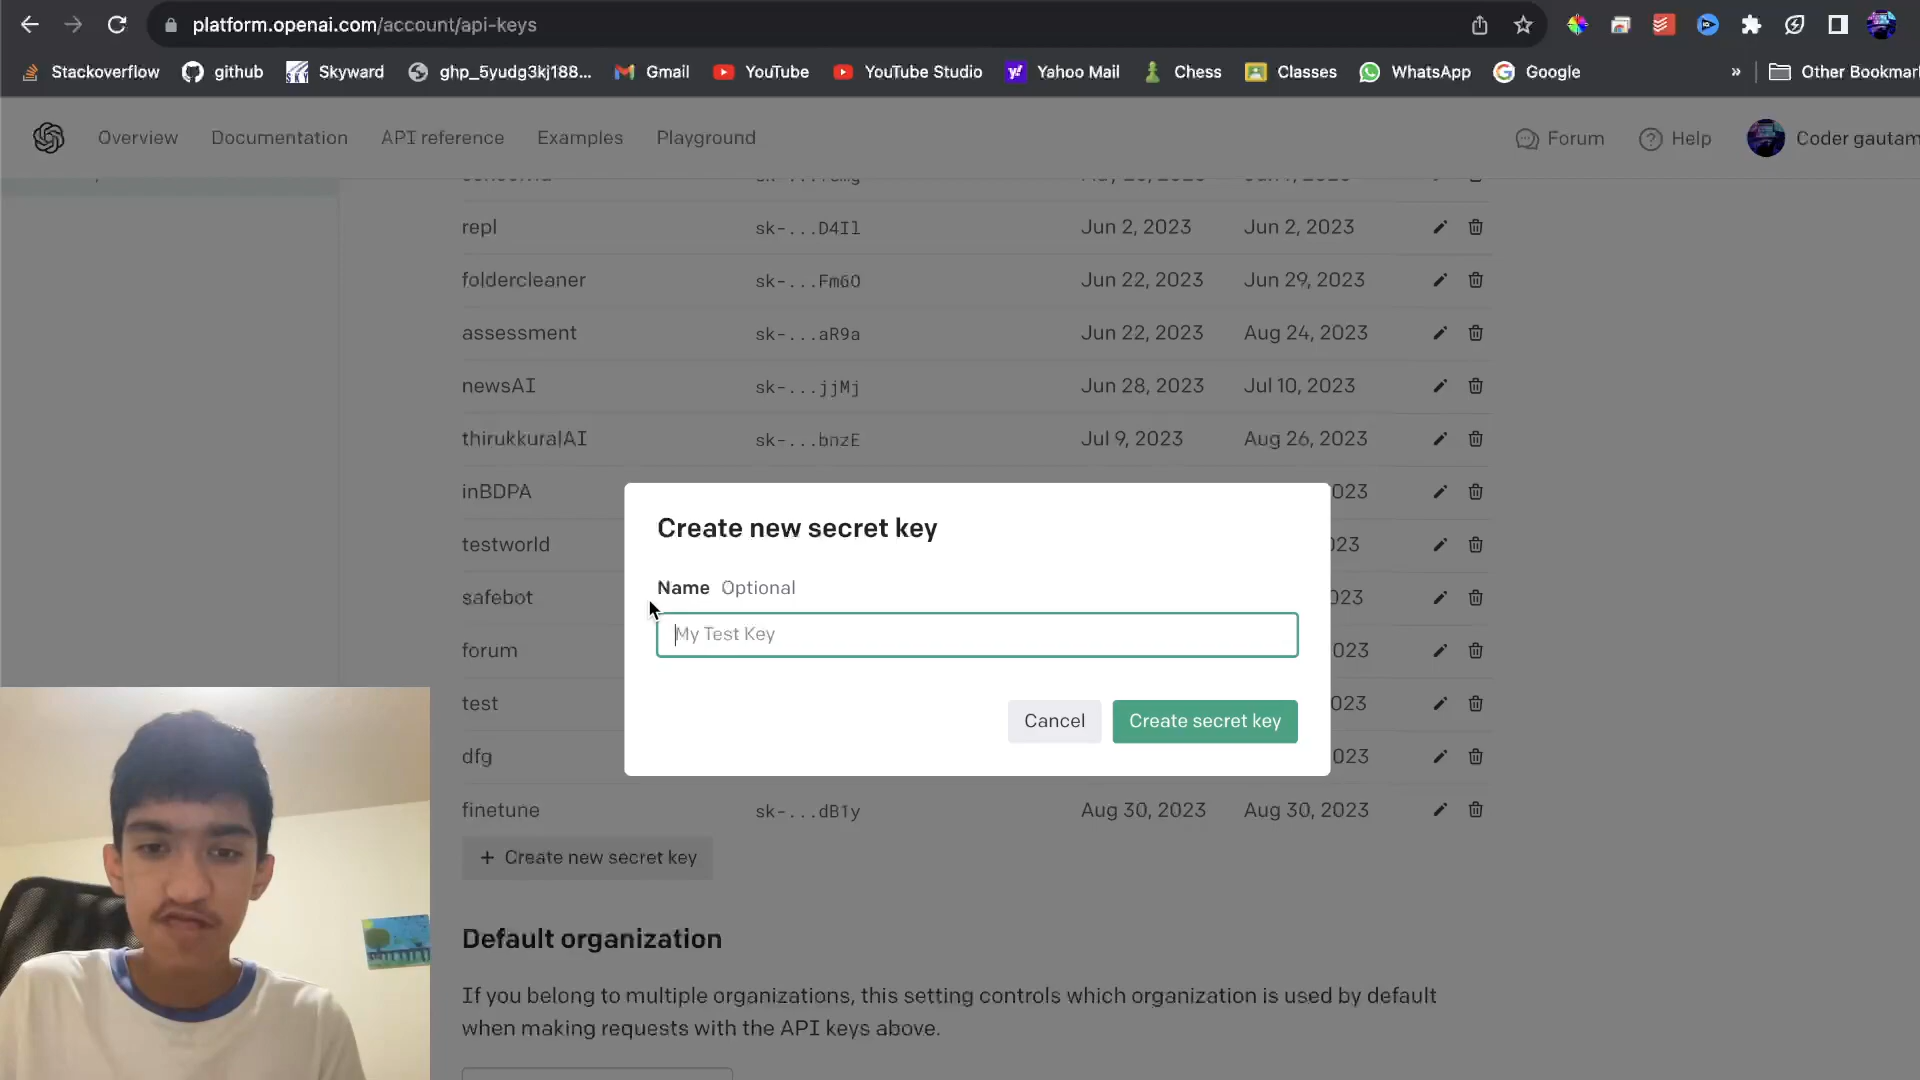 platform.openai.com/account/api-keys
Stackoverflow github Skyward ghp_5yudg3kj188... Gmail YouTube YouTube Studio Yahoo Mail Chess Classes WhatsApp Google » Other Bookmar
Overview Documentation API reference Examples Playground Forum Help Coder gautam
repl sk-...D4Il Jun 2, 2023 Jun 2, 2023
foldercleaner sk-...Fm6O Jun 22, 2023 Jun 29, 2023
assessment sk-...aR9a Jun 22, 2023 Aug 24, 2023
newsAI sk-...jjMj Jun 28, 2023 Jul 10, 2023
thirukkuralAI sk-...bnzE Jul 9, 2023 Aug 26, 2023
inBDPA 023
testworld 023
safebot 023
forum 023
test 023
dfg 023
Create new secret key
Name Optional
My Test Key
Cancel Create secret key
finetune sk-...dB1y Aug 30, 2023 Aug 30, 2023
+ Create new secret key
Default organization
If you belong to multiple organizations, this setting controls which organization is used by default
when making requests with the API keys above.